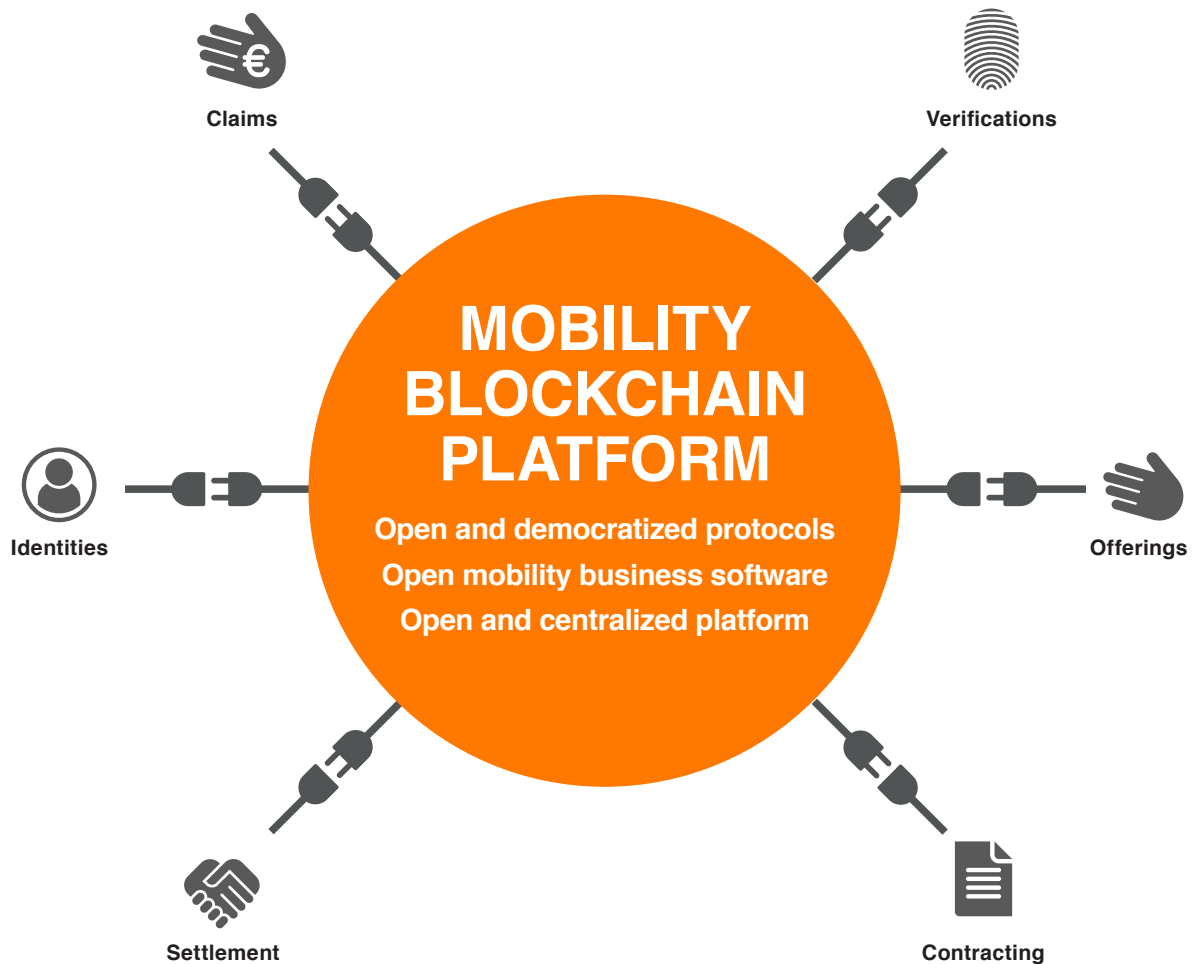 €
Claims
Verifications
MOBILITY
BLOCKCHAIN
PLATFORM
Open and democratized protocols
Open mobility business software
Open and centralized platform
Identities
Offerings
Settlement
Contracting